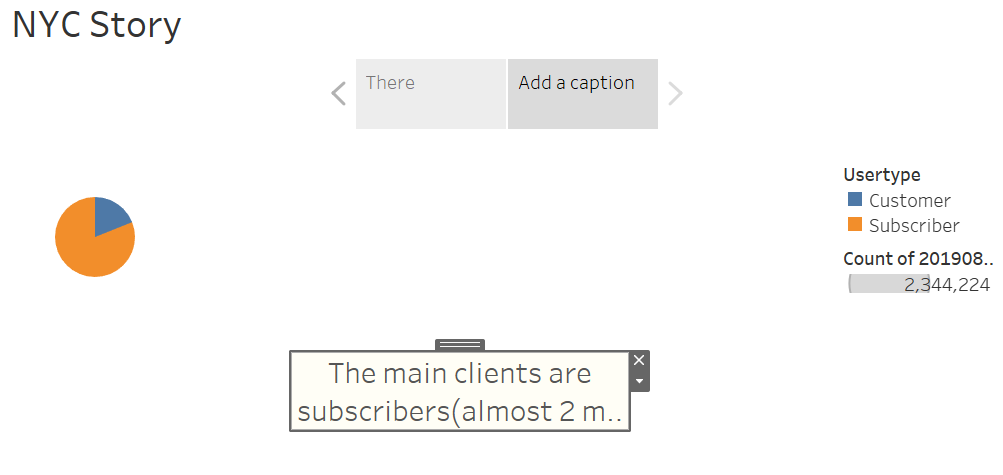 NYC Story
There
Add a caption
Usertype
Customer
Subscriber
Count of 201908..
2,344,224
The main clients are
subscribers(almost 2 m..